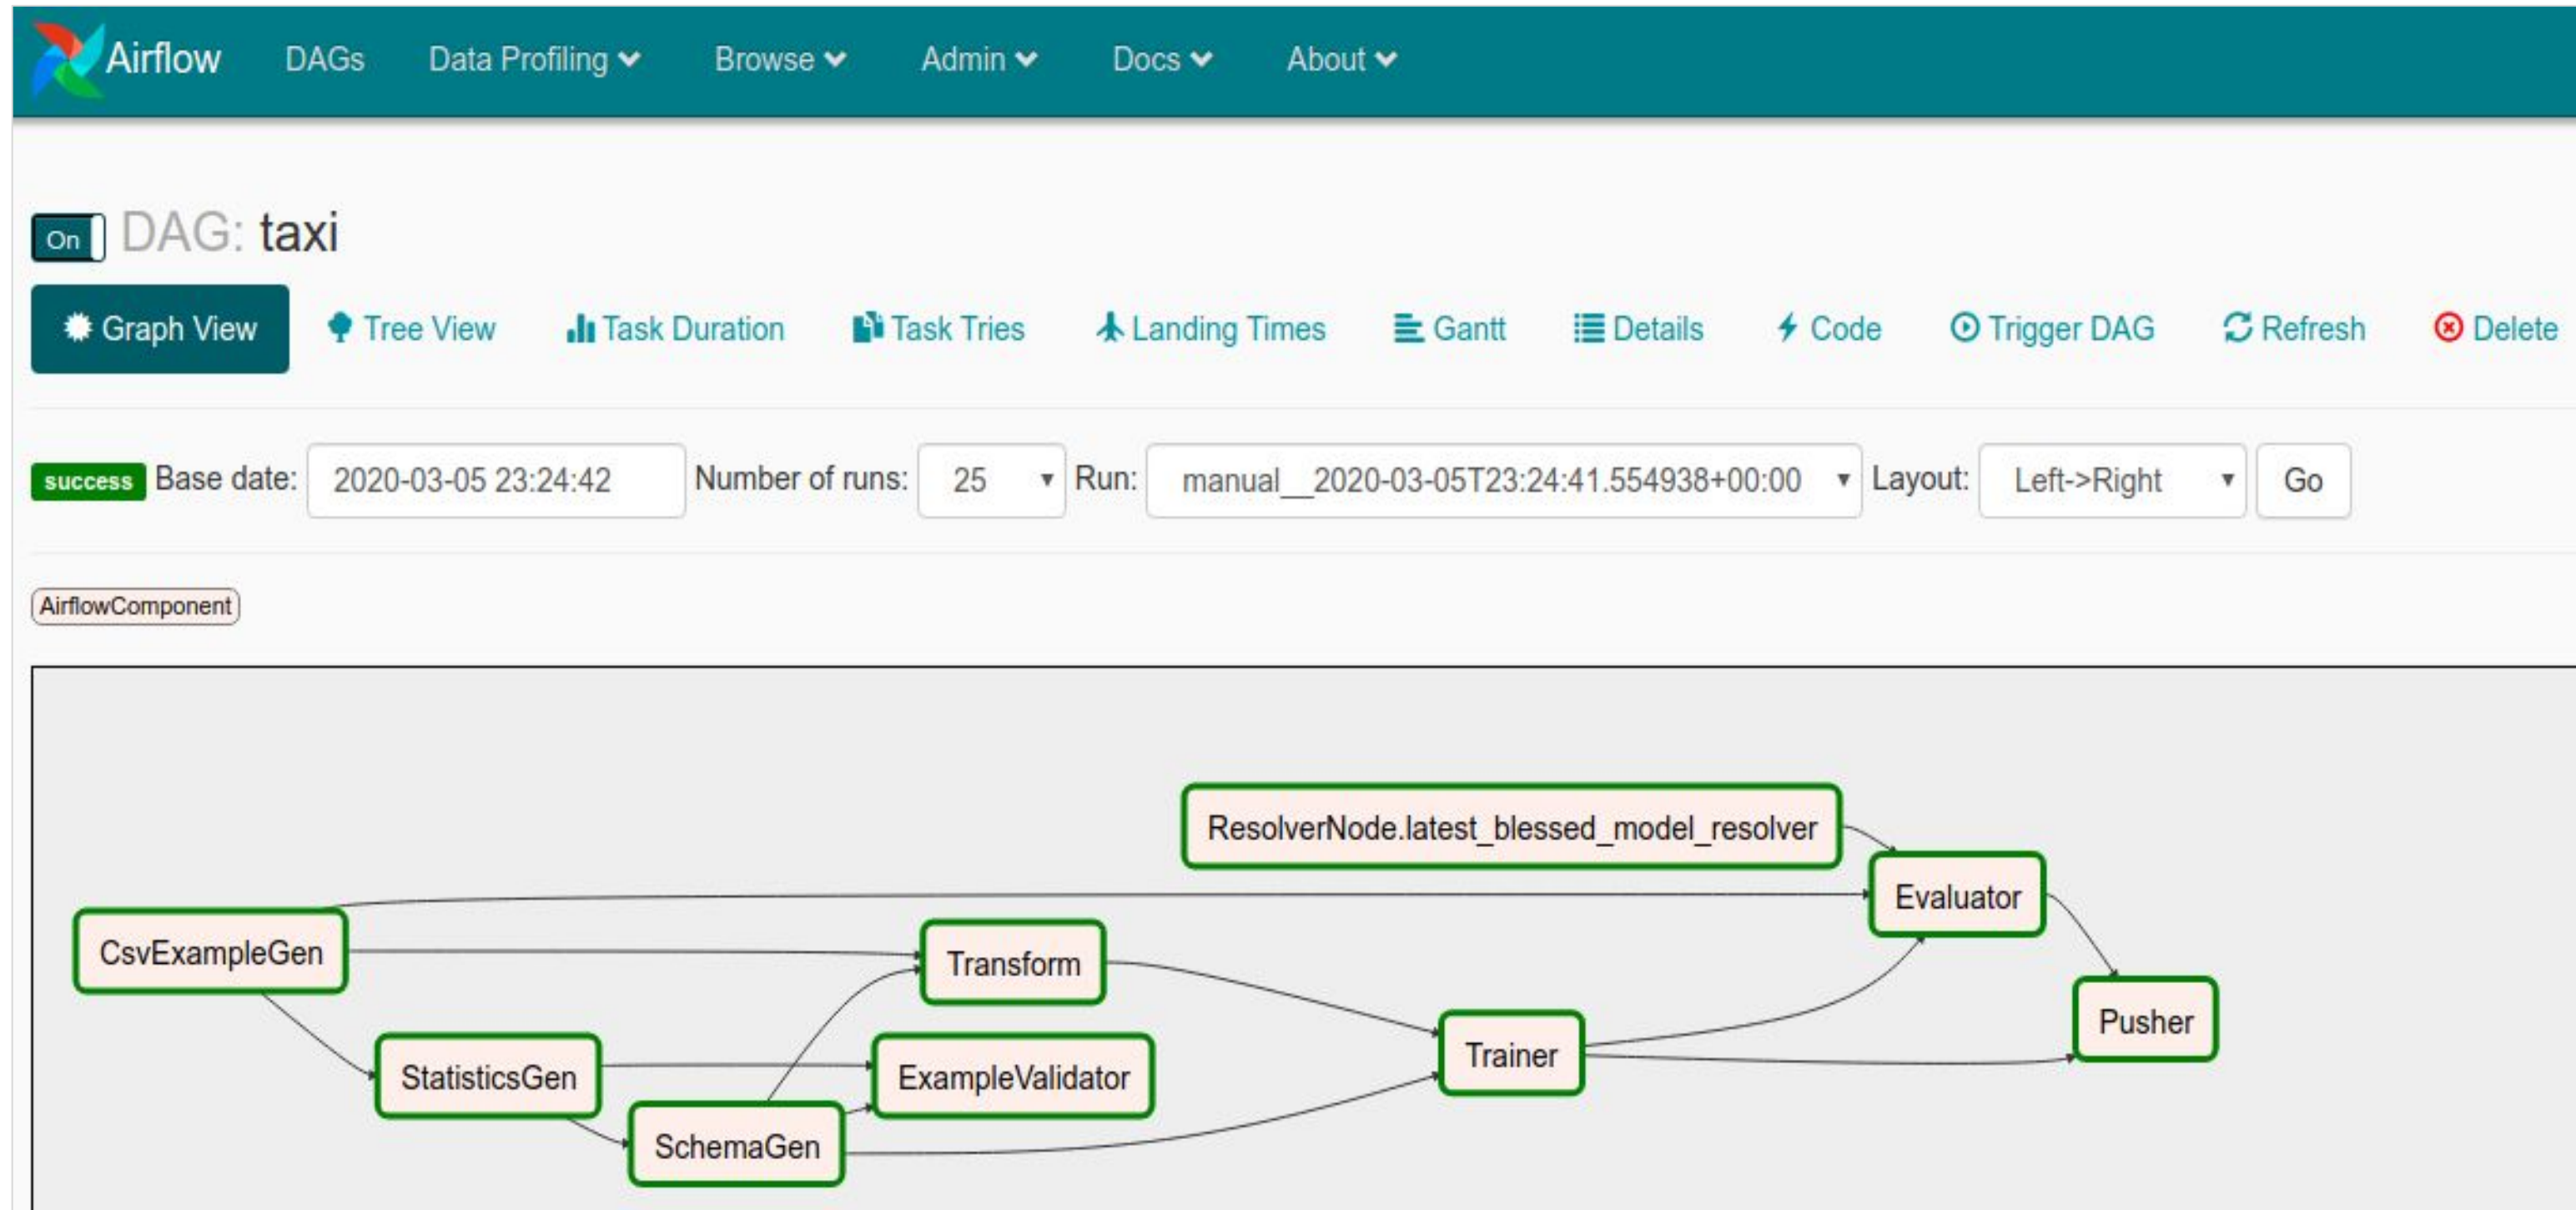 Airflow DAGs Data Profiling Browse Admin Docs About
On DAG: taxi
Graph View Tree View Task Duration Task Tries Landing Times Gantt Details Code Trigger DAG Refresh Delete
success Base date: 2020-03-05 23:24:42 Number of runs: 25 Run: manual__2020-03-05T23:24:41.554938+00:00 Layout: Left->Right Go
AirflowComponent
ResolverNode.latest_blessed_model_resolver
Evaluator
CsvExampleGen
Transform
Pusher
Trainer
StatisticsGen
ExampleValidator
SchemaGen